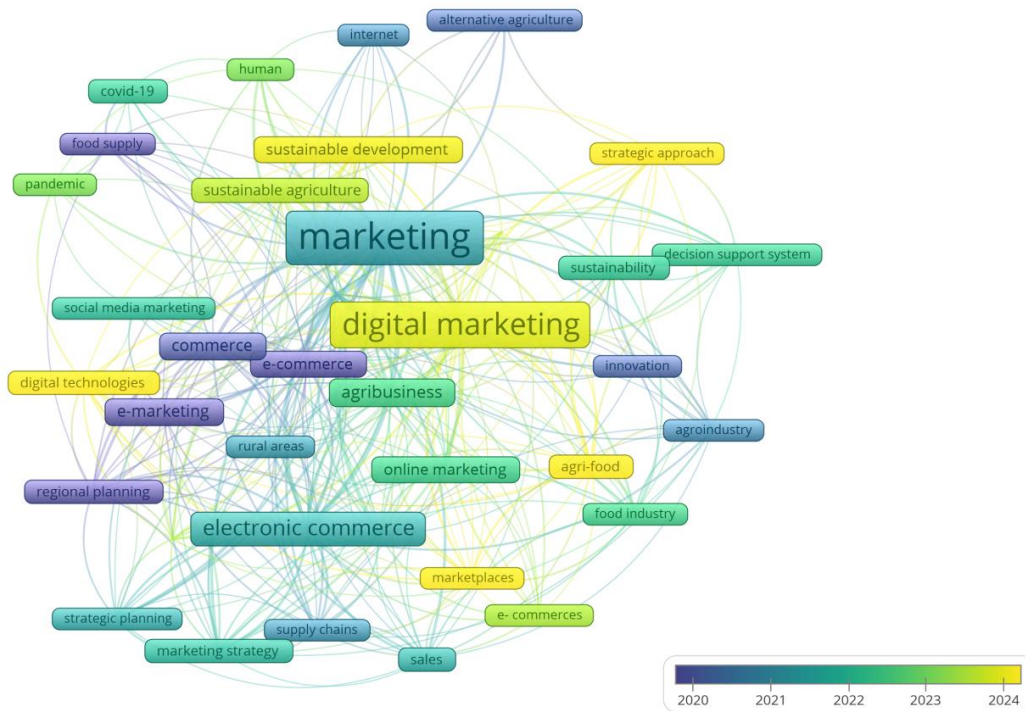 alternative agriculture
internet
human
covid-19
food supply
sustainable development
strategic approach
pandemic
sustainable agriculture
marketing
decision support system
sustainability
social media marketing
digital marketing
commerce
e-commerce
innovation
digital technologies
agribusiness
e-marketing
agroindustry
rural areas
online marketing
agri-food
regional planning
food industry
electronic commerce
marketplaces
e- commerces
strategic planning
supply chains
marketing strategy
sales
2020 2021 2022 2023 2024